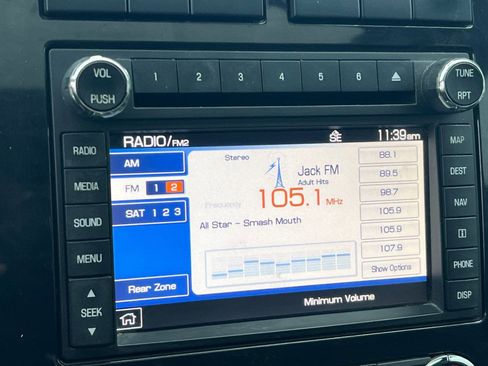 VOL
PUSH
1 2 3 4 5 6
TUNE
RPT
RADIO
MEDIA
SOUND
MENU
SEEK
RADIO/FM2
SE
11:39am
AM
FM 1 2
SAT 1 2 3
Rear Zone
Stereo
Jack FM
Adult Hits
Frequency
105.1 MHz
All Star - Smash Mouth
88.1
89.5
98.7
105.9
105.9
107.9
Show Options
Minimum Volume
MAP
DEST
NAV
i
PHONE
DISP